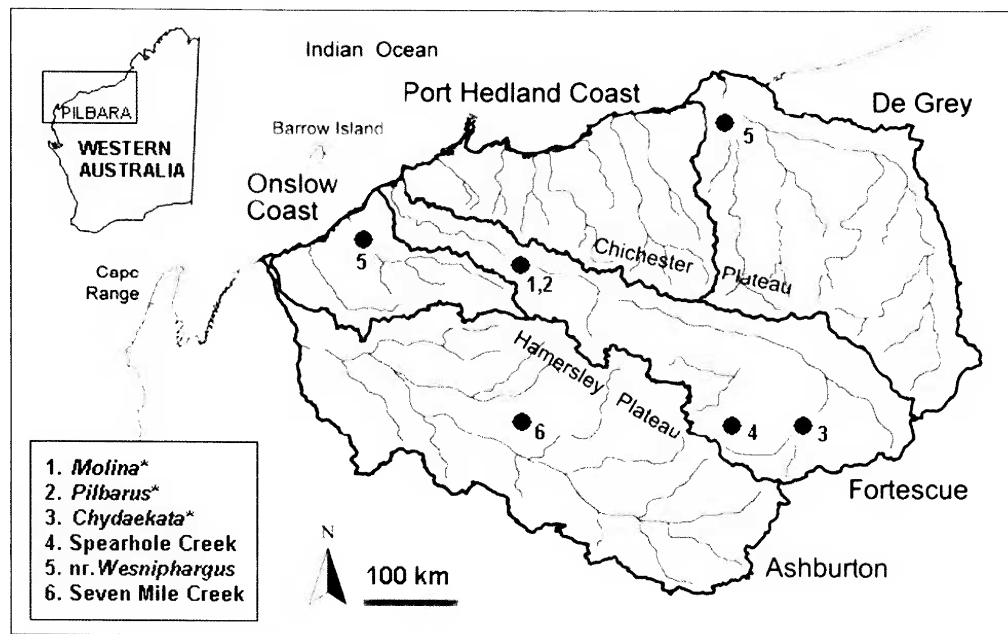 Indian Ocean
PILBARA
WESTERN
AUSTRALIA
Port Hedland Coast
De Grey
Barrow Island
Onslow
Coast
5
5
Cape
Range
1,2
Chichester
Plateau
Hamersley
Plateau
6
4
3
1. Molina*
2. Pilbarus*
3. Chydaekata*
4. Spearhole Creek
5. nr.Wesniphargus
6. Seven Mile Creek
N
100 km
Fortescue
Ashburton